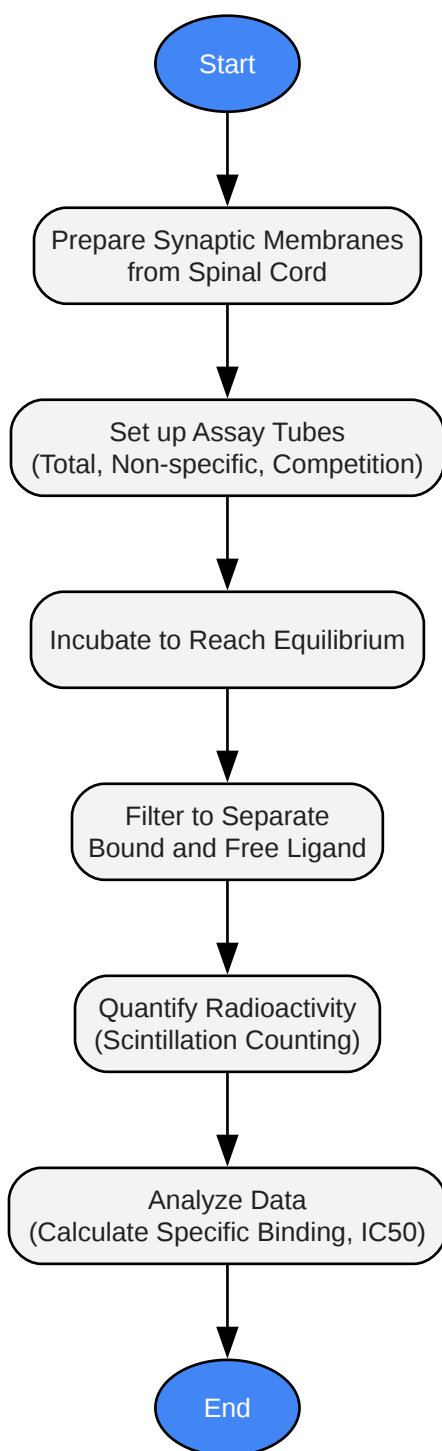 Start
Prepare Synaptic Membranes
from Spinal Cord
Set up Assay Tubes
(Total, Non-specific, Competition)
Incubate to Reach Equilibrium
Filter to Separate
Bound and Free Ligand
Quantify Radioactivity
(Scintillation Counting)
Analyze Data
(Calculate Specific Binding, IC50)
End